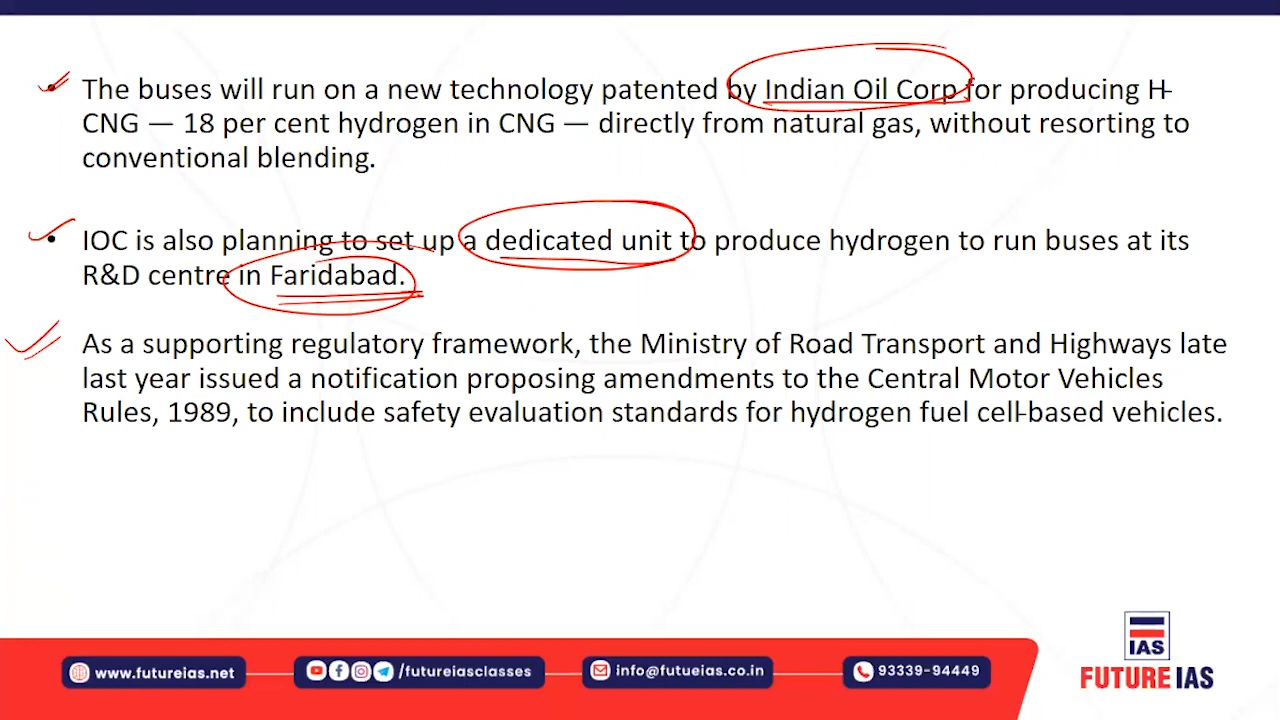 • The buses will run on a new technology patented by Indian Oil Corp for producing H-
CNG — 18 per cent hydrogen in CNG — directly from natural gas, without resorting to
conventional blending.
• IOC is also planning to set up a dedicated unit to produce hydrogen to run buses at its
R&D centre in Faridabad.
As a supporting regulatory framework, the Ministry of Road Transport and Highways late
last year issued a notification proposing amendments to the Central Motor Vehicles
Rules, 1989, to include safety evaluation standards for hydrogen fuel cell-based vehicles.
www.futureias.net
/futureiasclasses
info@futueias.co.in
93339-94449
IAS
FUTURE IAS